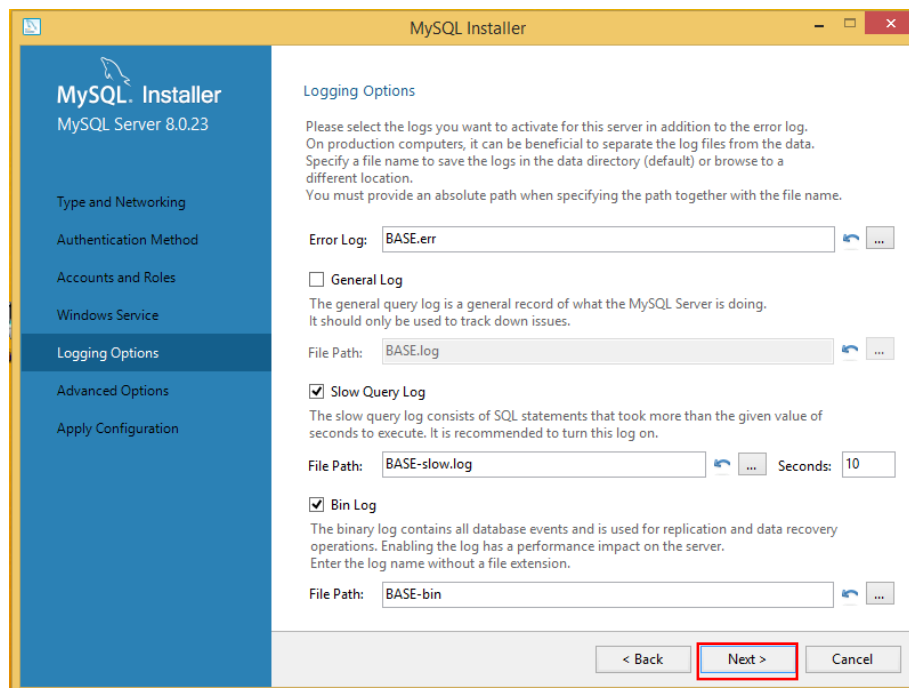 MySQL Installer
MySQL. Installer
MySQL Server 8.0.23
Type and Networking
Authentication Method
Accounts and Roles
Windows Service
Logging Options
Advanced Options
Apply Configuration
Logging Options
Please select the logs you want to activate for this server in addition to the error log.
On production computers, it can be beneficial to separate the log files from the data.
Specify a file name to save the logs in the data directory (default) or browse to a
different location.
You must provide an absolute path when specifying the path together with the file name.
Error Log: BASE.err ...
General Log
The general query log is a general record of what the MySQL Server is doing.
It should only be used to track down issues.
File Path: BASE.log ...
Slow Query Log
The slow query log consists of SQL statements that took more than the given value of
seconds to execute. It is recommended to turn this log on.
File Path: BASE-slow.log ... Seconds: 10
Bin Log
The binary log contains all database events and is used for replication and data recovery
operations. Enabling the log has a performance impact on the server.
Enter the log name without a file extension.
File Path: BASE-bin ...
< Back Next > Cancel